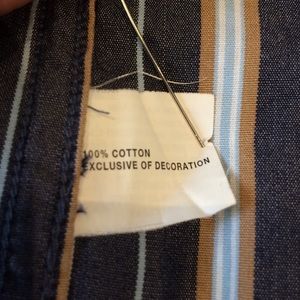 100% COTTON
EXCLUSIVE OF DECORATION